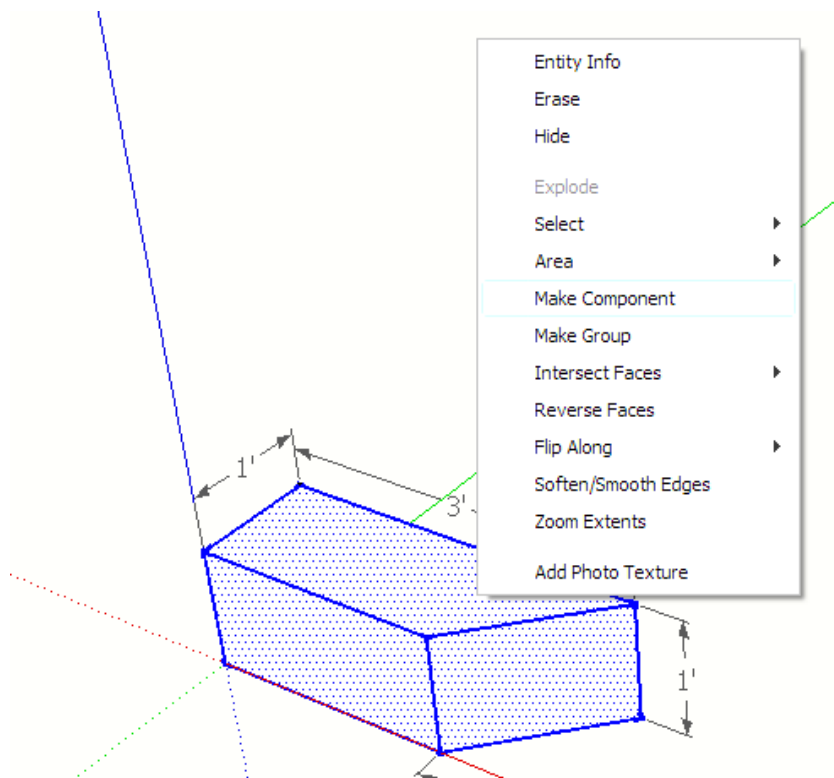 Entity Info
Erase
Hide
Explode
Select
Area
Make Component
Make Group
Intersect Faces
Reverse Faces
Flip Along
Soften/Smooth Edges
Zoom Extents
Add Photo Texture
1'
3'
1'